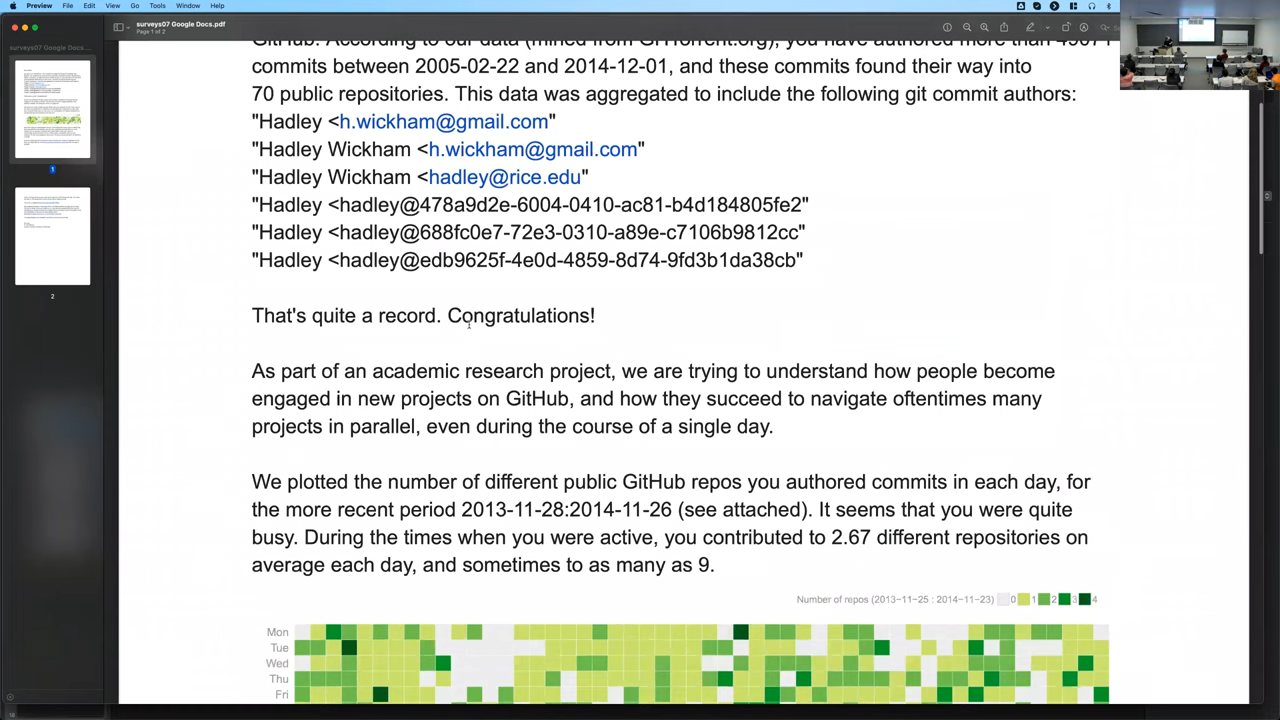 Preview File Edit View Go Tools Window Help
surveys07 Google Docs.pdf
Page 1 of 2
surveys07 Google Docs....
1
2
commits between 2005-02-22 and 2014-12-01, and these commits found their way into
70 public repositories. This data was aggregated to include the following git commit authors:
"Hadley <h.wickham@gmail.com"
"Hadley Wickham <h.wickham@gmail.com"
"Hadley Wickham <hadley@rice.edu"
"Hadley <hadley@ -6004-0410-ac81-b4d184805fe2"
"Hadley <hadley@688fc0e7-72e3-0310-a89e-c7106b9812cc"
"Hadley <hadley@edb9625f-4e0d-4859-8d74-9fd3b1da38cb"
That's quite a record. Congratulations!
As part of an academic research project, we are trying to understand how people become
engaged in new projects on GitHub, and how they succeed to navigate oftentimes many
projects in parallel, even during the course of a single day.
We plotted the number of different public GitHub repos you authored commits in each day, for
the more recent period 2013-11-28:2014-11-26 (see attached). It seems that you were quite
busy. During the times when you were active, you contributed to 2.67 different repositories on
average each day, and sometimes to as many as 9.
Number of repos (2013-11-25 : 2014-11-23) 0 1 2 3 4
Mon
Tue
Wed
Thu
Fri